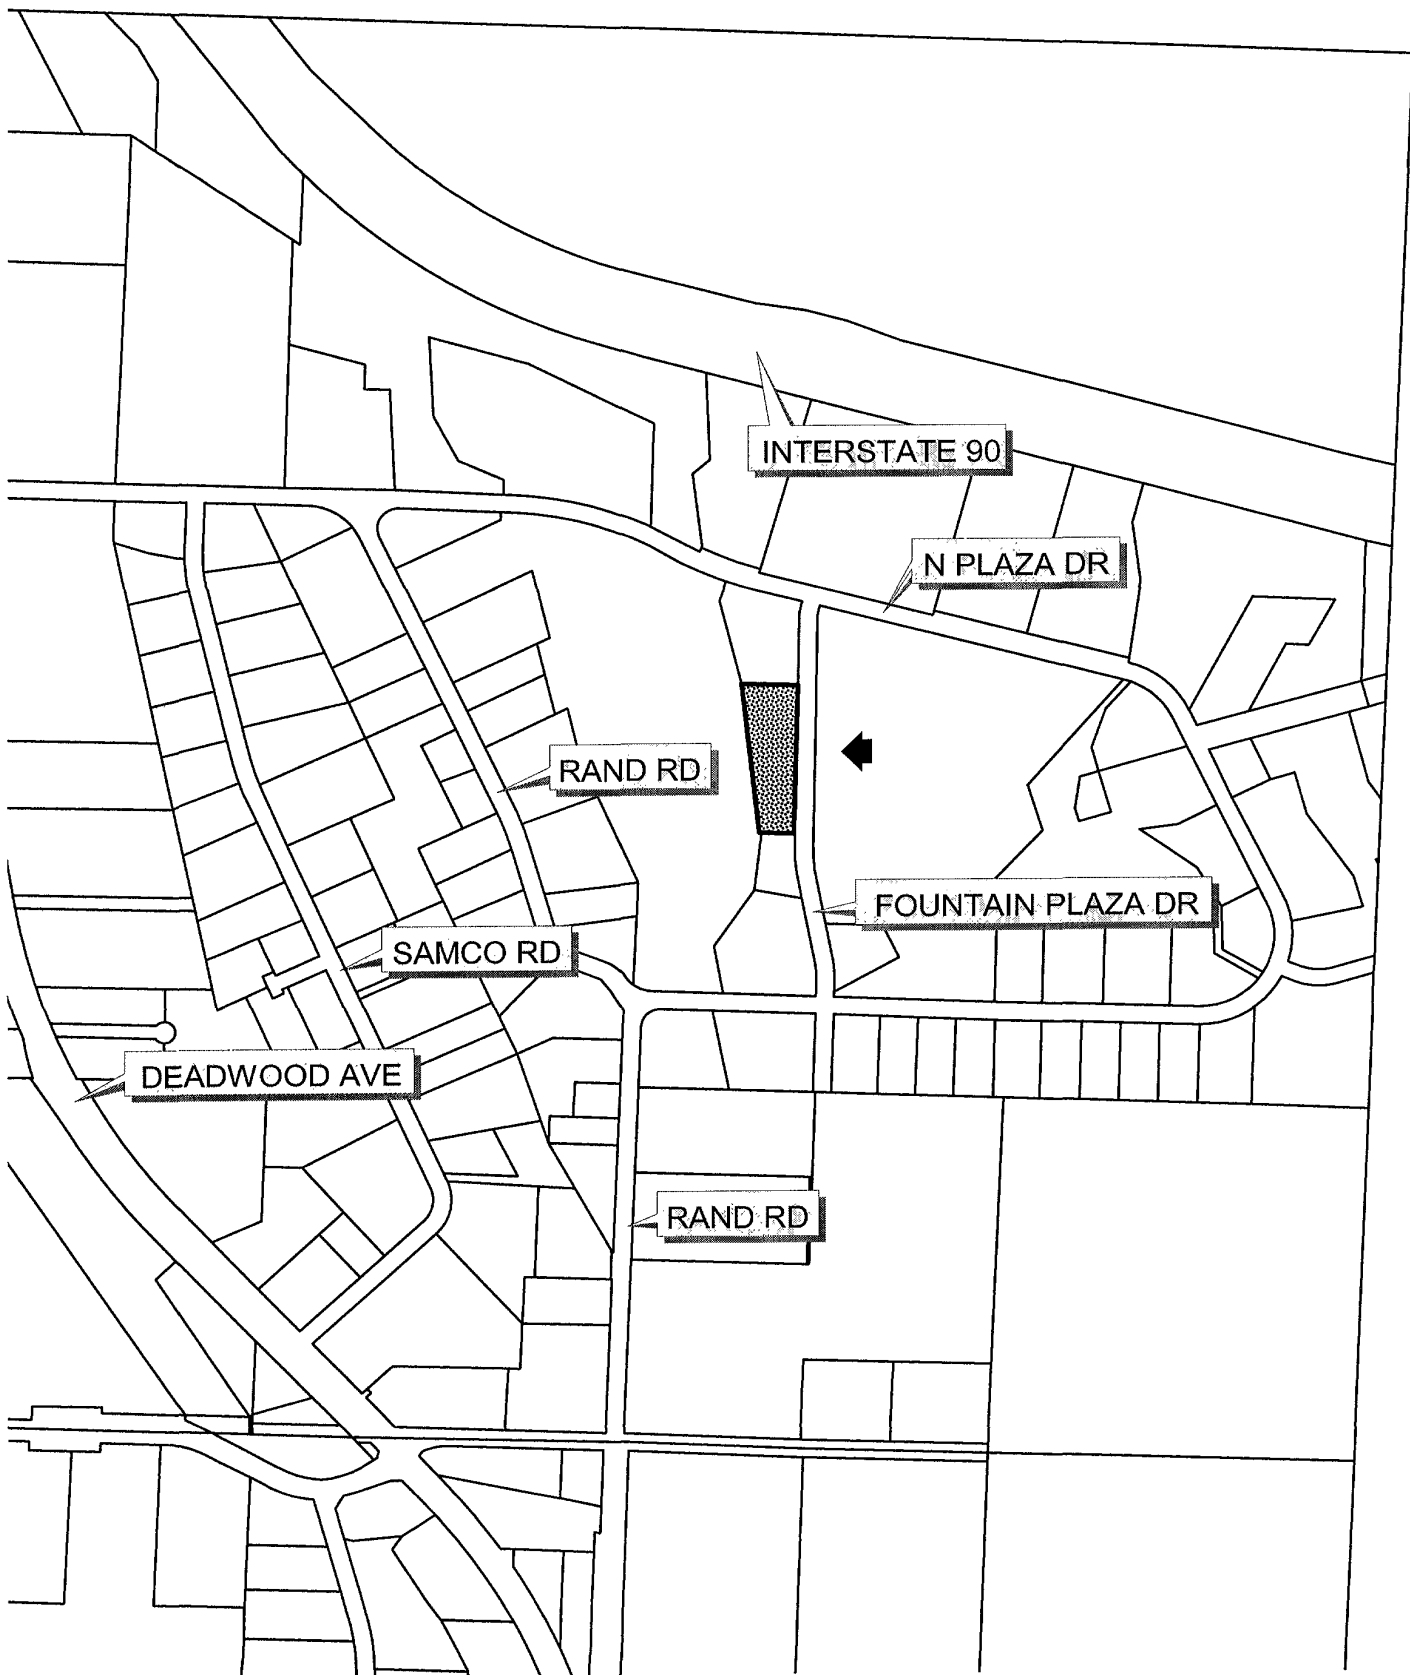 INTERSTATE 90
N PLAZA DR
RAND RD
FOUNTAIN PLAZA DR
SAMCO RD
DEADWOOD AVE
RAND RD